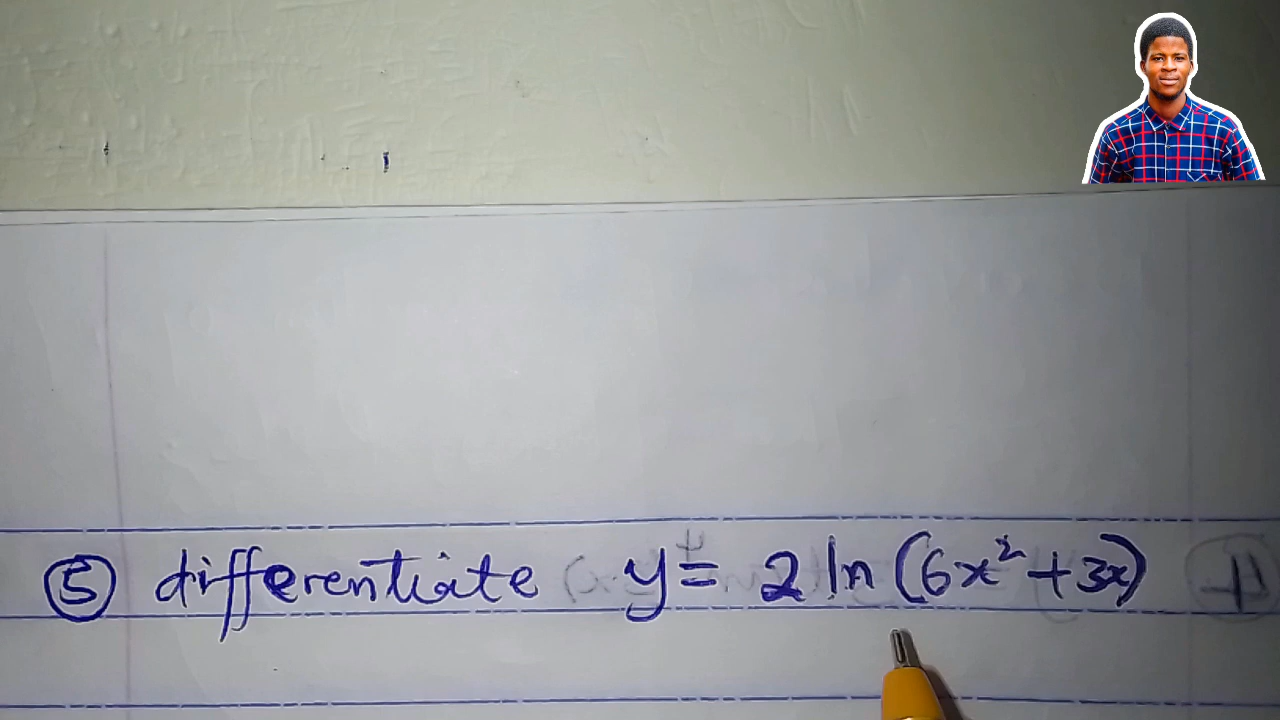 ⑤ differentiate y = 2 ln (6x² + 3x)